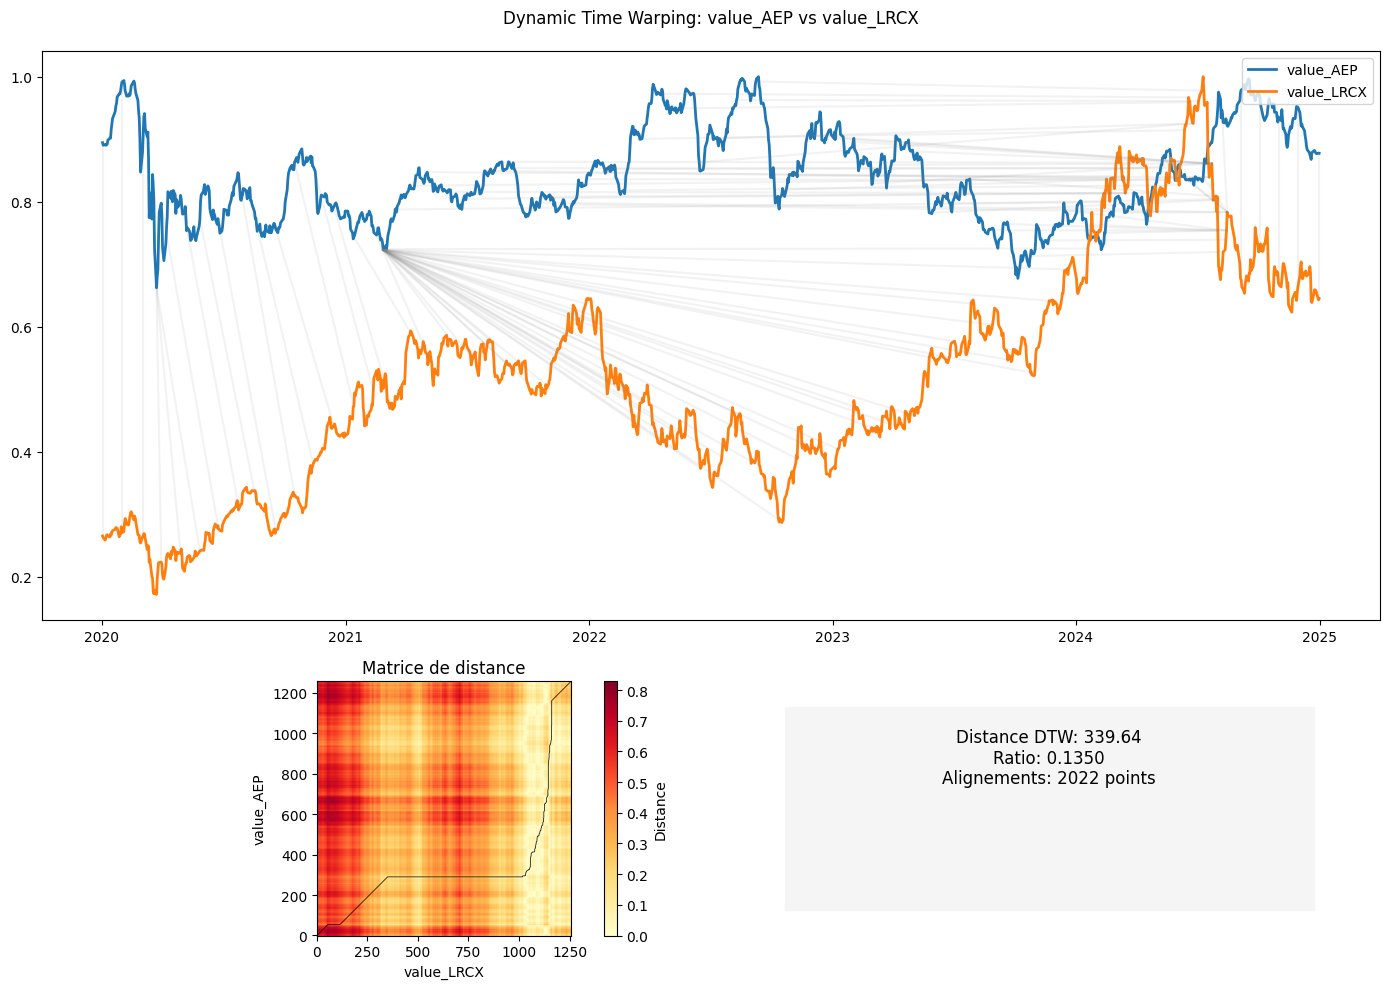 Dynamic Time Warping: value_AEP vs value_LRCX
value_AEP
value_LRCX
1.0
0.8
0.6
0.4
0.2
2020 2021 2022 2023 2024 2025
Matrice de distance
value_AEP
1200
1000
800
600
400
200
0
0 250 500 750 1000 1250
value_LRCX
0.8
0.7
0.6
0.5
0.4
0.3
0.2
0.1
0.0
Distance
Distance DTW: 339.64
Ratio: 0.1350
Alignements: 2022 points